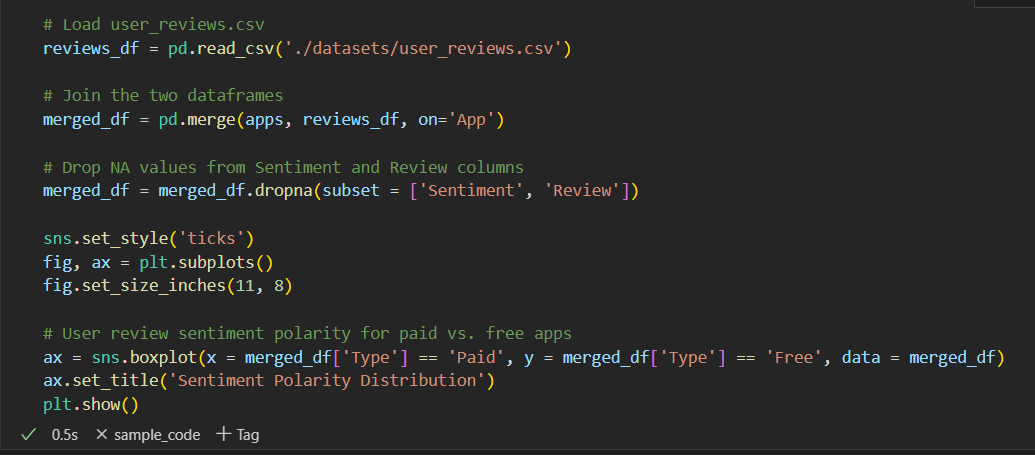 # Load user_reviews.csv
reviews_df = pd.read_csv('./datasets/user_reviews.csv')
# Join the two dataframes
merged_df = pd.merge(apps, reviews_df, on='App')
# Drop NA values from Sentiment and Review columns
merged_df = merged_df.dropna(subset = ['Sentiment', 'Review'])
sns.set_style('ticks')
fig, ax = plt.subplots()
fig.set_size_inches(11, 8)
# User review sentiment polarity for paid vs. free apps
ax = sns.boxplot(x = merged_df['Type'] == 'Paid', y = merged_df['Type'] == 'Free', data = merged_df)
ax.set_title('Sentiment Polarity Distribution')
plt.show()
0.5s sample_code Tag